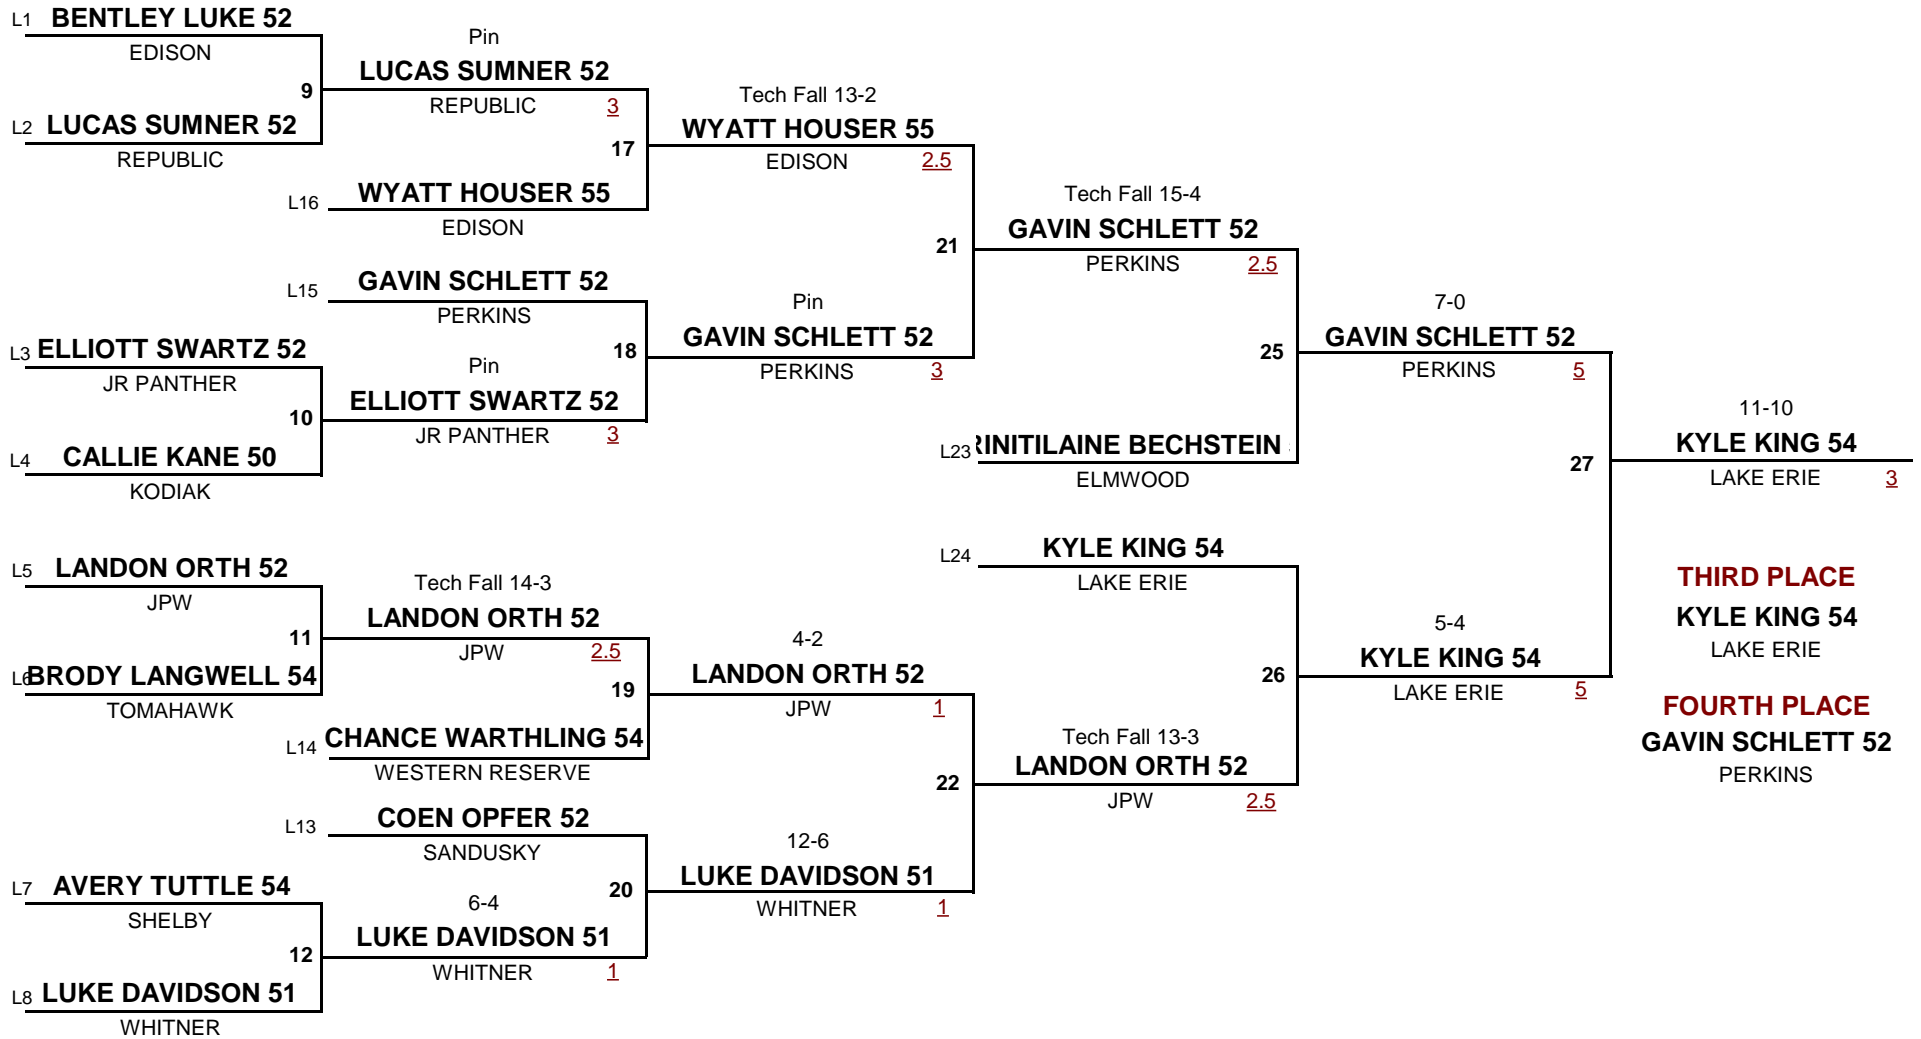 L1 BENTLEY LUKE 52
EDISON
9
L2 LUCAS SUMNER 52
REPUBLIC
Pin
LUCAS SUMNER 52
REPUBLIC 3
17
L16 WYATT HOUSER 55
EDISON
Tech Fall 13-2
WYATT HOUSER 55
EDISON 2.5
21
L15 GAVIN SCHLETT 52
PERKINS
18
L3 ELLIOTT SWARTZ 52
JR PANTHER
10
L4 CALLIE KANE 50
KODIAK
Pin
ELLIOTT SWARTZ 52
JR PANTHER 3
Pin
GAVIN SCHLETT 52
PERKINS 3
Tech Fall 15-4
GAVIN SCHLETT 52
PERKINS 2.5
25
L23 RINITILAINE BECHSTEIN
ELMWOOD
7-0
GAVIN SCHLETT 52
PERKINS 5
27
11-10
KYLE KING 54
LAKE ERIE 3
L5 LANDON ORTH 52
JPW
11
L6 BRODY LANGWELL 54
TOMAHAWK
Tech Fall 14-3
LANDON ORTH 52
JPW 2.5
19
L14 CHANCE WARTHLING 54
WESTERN RESERVE
4-2
LANDON ORTH 52
JPW 1
22
L13 COEN OPFER 52
SANDUSKY
20
L7 AVERY TUTTLE 54
SHELBY
12
L8 LUKE DAVIDSON 51
WHITNER
6-4
LUKE DAVIDSON 51
WHITNER 1
12-6
LUKE DAVIDSON 51
WHITNER 1
L24 KYLE KING 54
LAKE ERIE
26
Tech Fall 13-3
LANDON ORTH 52
JPW 2.5
5-4
KYLE KING 54
LAKE ERIE 5
THIRD PLACE
KYLE KING 54
LAKE ERIE
FOURTH PLACE
GAVIN SCHLETT 52
PERKINS